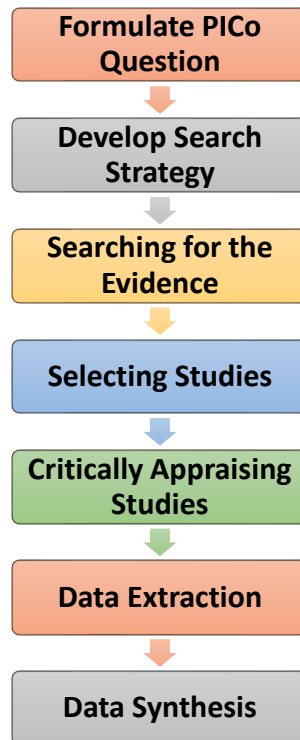 Formulate PICo
Question
Develop Search
Strategy
Searching for the
Evidence
Selecting Studies
Critically Appraising
Studies
Data Extraction
Data Synthesis